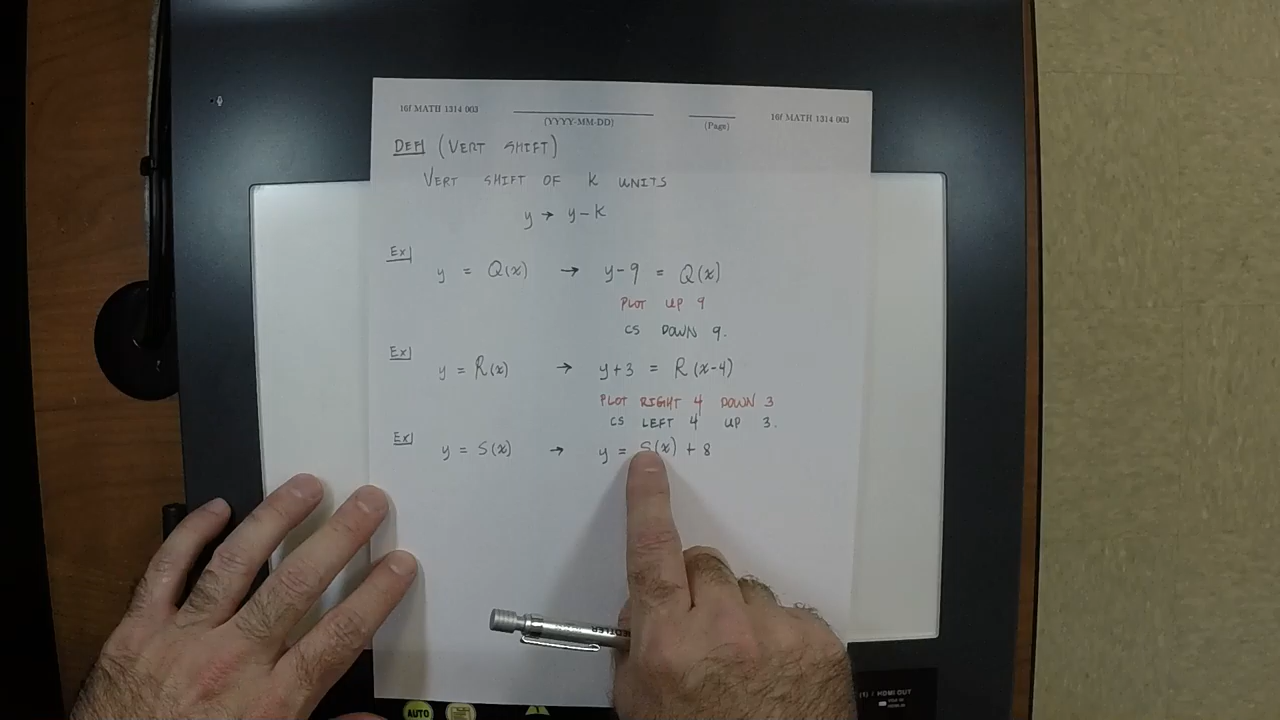 16f MATH 1314 003
(YYYY-MM-DD)
(Page)
16f MATH 1314 003
DEF (VERT SHIFT)
VERT SHIFT OF K UNITS
y → y-K
Ex
y = Q(x) → y-9 = Q(x)
PLOT UP 9
CS DOWN 9.
Ex
y = R(x) → y+3 = R(x-4)
PLOT RIGHT 4 DOWN 3
CS LEFT 4 UP 3.
Ex
y = S(x) → y = S(x) + 8
AUTO
HDMI OUT